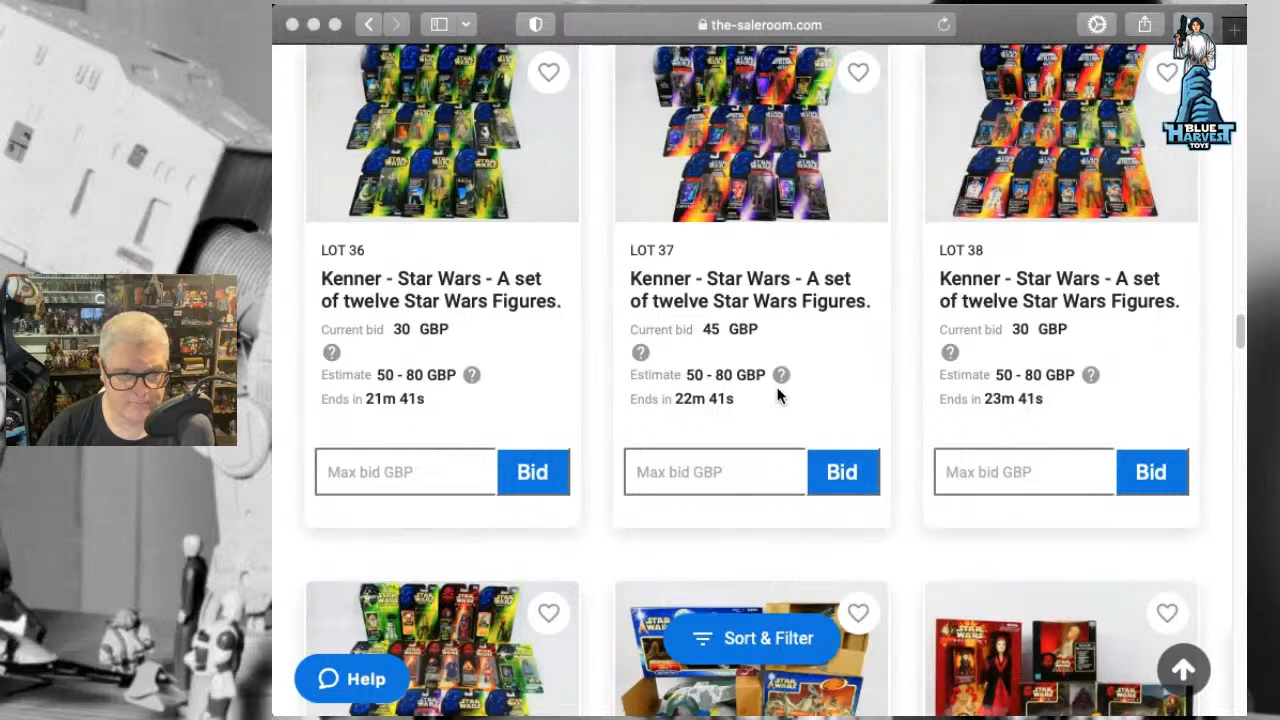 the-saleroom.com
BLUE
HARVEST
TOYS
LOT 36
Kenner - Star Wars - A set
of twelve Star Wars Figures.
Current bid 30 GBP
?
Estimate 50 - 80 GBP ?
Ends in 21m 41s
Max bid GBP
Bid
LOT 37
Kenner - Star Wars - A set
of twelve Star Wars Figures.
Current bid 45 GBP
?
Estimate 50 - 80 GBP ?
Ends in 22m 41s
Max bid GBP
Bid
LOT 38
Kenner - Star Wars - A set
of twelve Star Wars Figures.
Current bid 30 GBP
?
Estimate 50 - 80 GBP ?
Ends in 23m 41s
Max bid GBP
Bid
Sort & Filter
Help